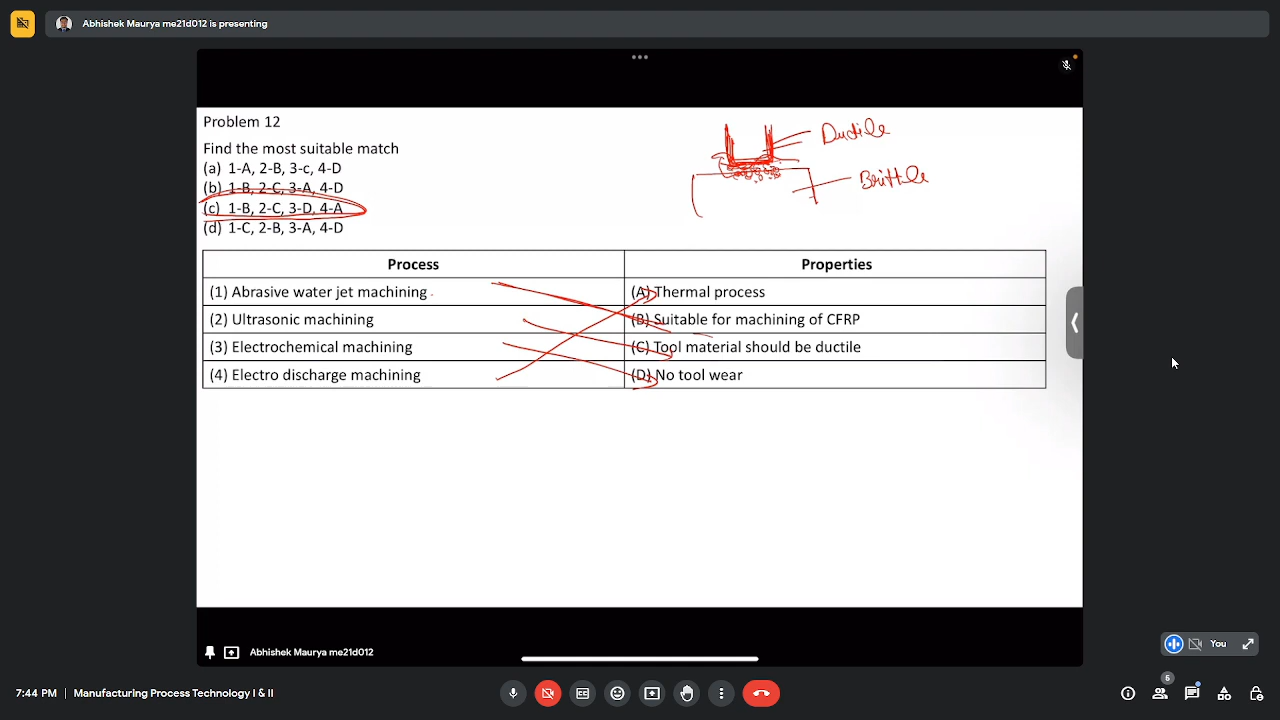 Abhishek Maurya me21d012 is presenting
Problem 12
Find the most suitable match
(a) 1-A, 2-B, 3-c, 4-D
(b) 1-B, 2-C, 3-A, 4-D
(c) 1-B, 2-C, 3-D, 4-A
(d) 1-C, 2-B, 3-A, 4-D
Ductile
Brittle
Process Properties
(1) Abrasive water jet machining (A) Thermal process
(2) Ultrasonic machining (B) Suitable for machining of CFRP
(3) Electrochemical machining (C) Tool material should be ductile
(4) Electro discharge machining (D) No tool wear
Abhishek Maurya me21d012
You
7:44 PM | Manufacturing Process Technology I & II
6